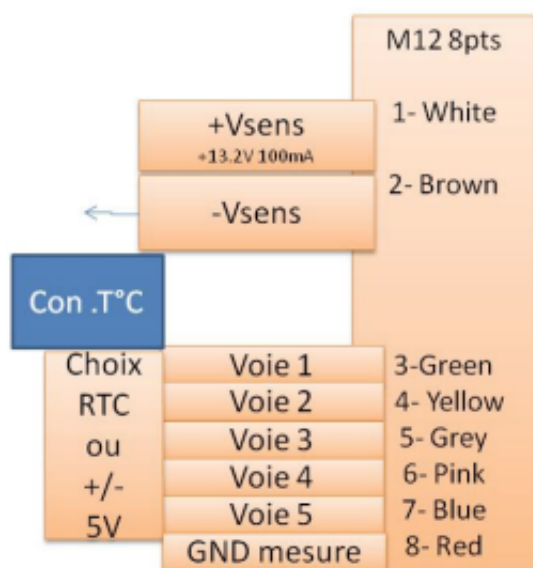 M12 8pts
+Vsens
+13.2V 100mA
1- White
-Vsens
2- Brown
Con .T°C
Choix
RTC
ou
+/-
5V
Voie 1
3-Green
Voie 2
4- Yellow
Voie 3
5- Grey
Voie 4
6- Pink
Voie 5
7- Blue
GND mesure
8- Red